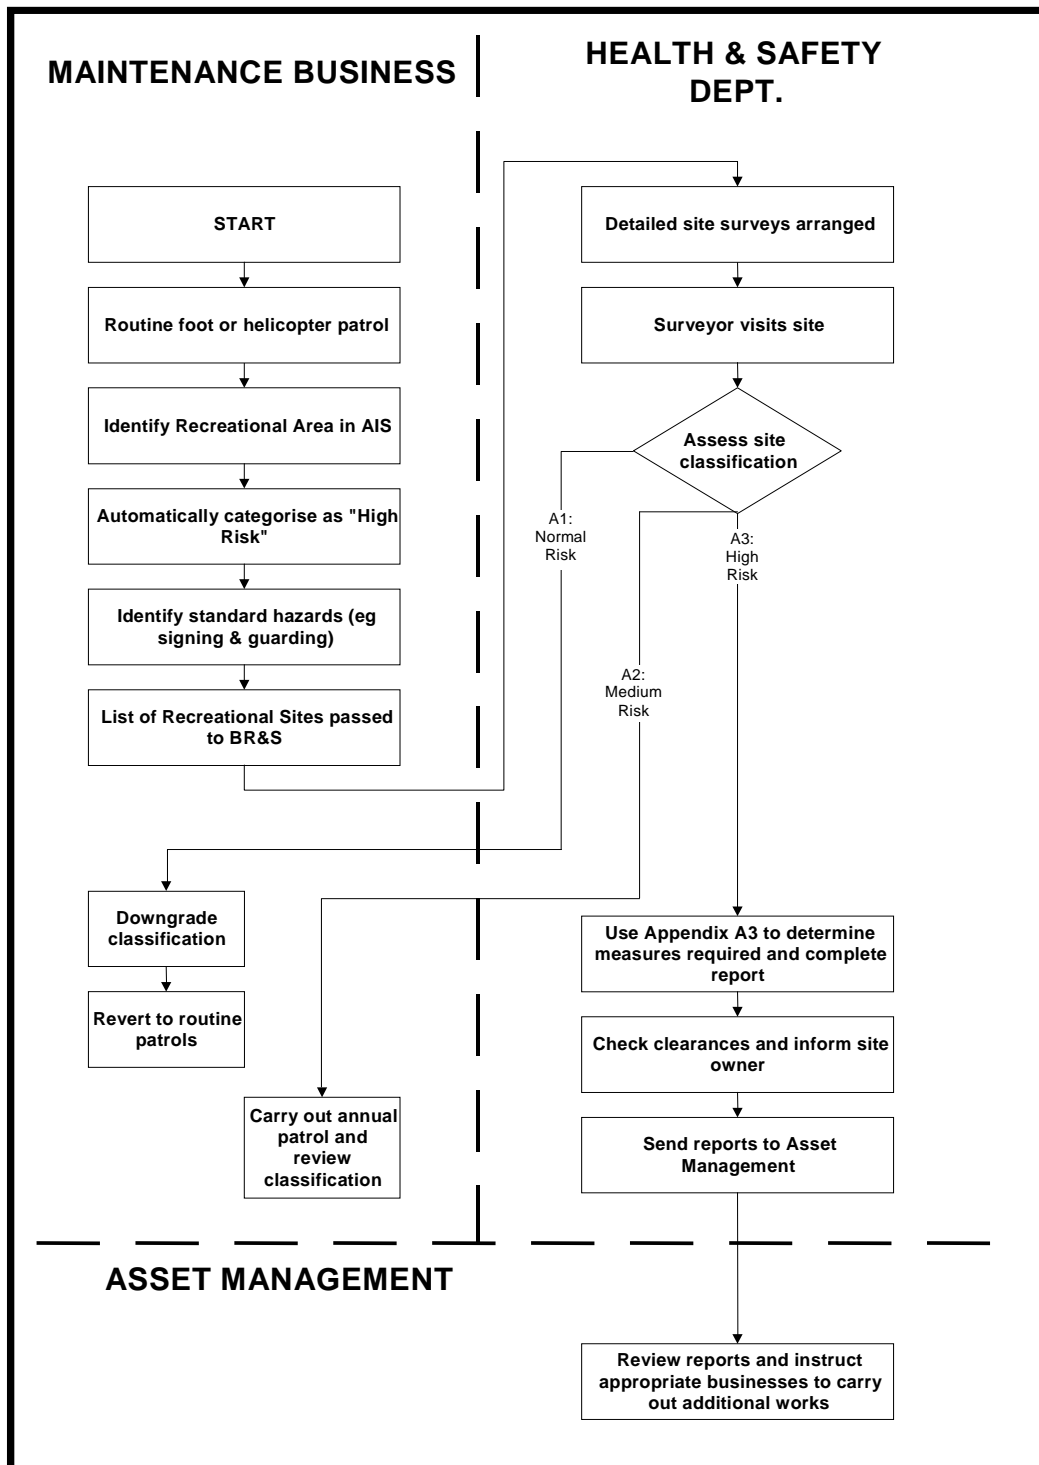 MAINTENANCE BUSINESS
START
Routine foot or helicopter patrol
Identify Recreational Area in AIS
Automatically categorise as "High
Risk"
Identify standard hazards (eg
signing & guarding)
List of Recreational Sites passed
to BR&S
HEALTH & SAFETY
DEPT.
Detailed site surveys arranged
Surveyor visits site
Assess site
classification
A1:
Normal
Risk
A2:
Medium
Risk
A3:
High
Risk
Downgrade
classification
Revert to routine
patrols
Carry out annual
patrol and
review
classification
Use Appendix A3 to determine
measures required and complete
report
Check clearances and inform site
owner
Send reports to Asset
Management
ASSET MANAGEMENT
Review reports and instruct
appropriate businesses to carry
out additional works